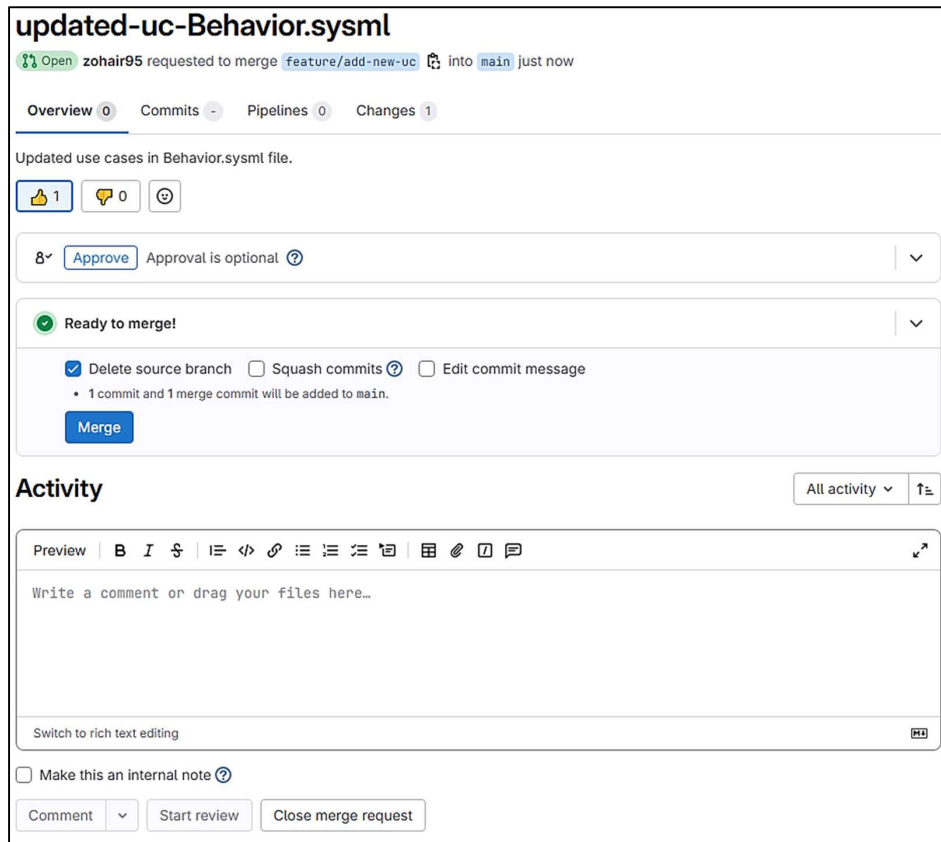 updated-uc-Behavior.sysml
Open zohair95 requested to merge feature/add-new-uc into main just now
Overview 0 Commits - Pipelines 0 Changes 1
Updated use cases in Behavior.sysml file.
1 0
Approve Approval is optional ?
Ready to merge!
Delete source branch Squash commits ? Edit commit message
• 1 commit and 1 merge commit will be added to main.
Merge
Activity
All activity
Preview B I S
Write a comment or drag your files here…
Switch to rich text editing
Make this an internal note ?
Comment Start review Close merge request